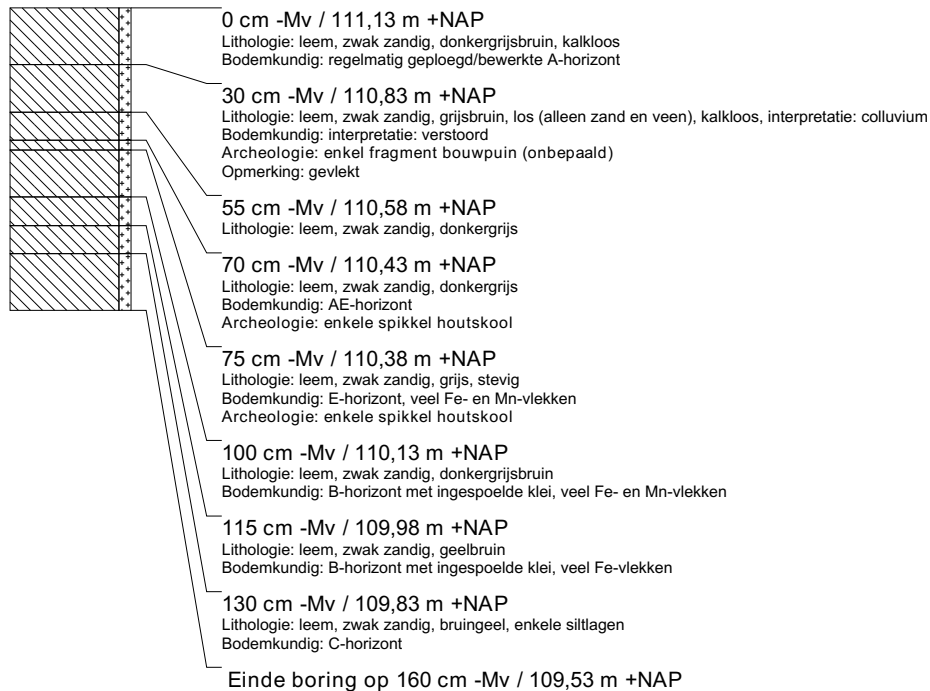 0 cm -Mv / 111,13 m +NAP
Lithologie: leem, zwak zandig, donkergrijsbruin, kalkloos
Bodemkundig: regelmatig geploegd/bewerkte A-horizont
30 cm -Mv / 110,83 m +NAP
Lithologie: leem, zwak zandig, grijsbruin, los (alleen zand en veen), kalkloos, interpretatie: colluvium
Bodemkundig: interpretatie: verstoord
Archeologie: enkel fragment bouwpuin (onbepaald)
Opmerking: gevlekt
55 cm -Mv / 110,58 m +NAP
Lithologie: leem, zwak zandig, donkergrijs
70 cm -Mv / 110,43 m +NAP
Lithologie: leem, zwak zandig, donkergrijs
Bodemkundig: AE-horizont
Archeologie: enkele spikkel houtskool
75 cm -Mv / 110,38 m +NAP
Lithologie: leem, zwak zandig, grijs, stevig
Bodemkundig: E-horizont, veel Fe- en Mn-vlekken
Archeologie: enkele spikkel houtskool
100 cm -Mv / 110,13 m +NAP
Lithologie: leem, zwak zandig, donkergrijsbruin
Bodemkundig: B-horizont met ingespoelde klei, veel Fe- en Mn-vlekken
115 cm -Mv / 109,98 m +NAP
Lithologie: leem, zwak zandig, geelbruin
Bodemkundig: B-horizont met ingespoelde klei, veel Fe-vlekken
130 cm -Mv / 109,83 m +NAP
Lithologie: leem, zwak zandig, bruingeel, enkele siltlagen
Bodemkundig: C-horizont
Einde boring op 160 cm -Mv / 109,53 m +NAP